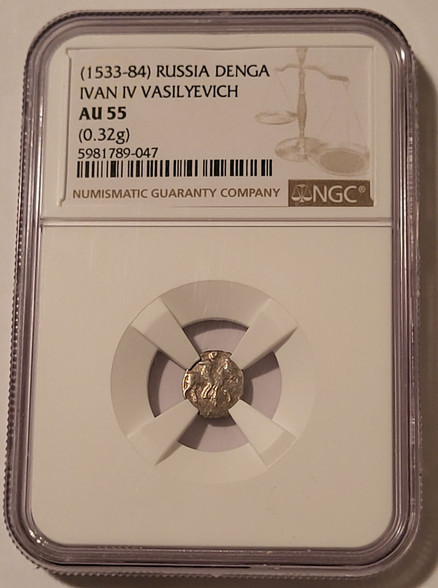 (1533-84) RUSSIA DENGA
IVAN IV VASILYEVICH
AU 55
(0.32g)
5981789-047
NUMISMATIC GUARANTY COMPANY
NGC®